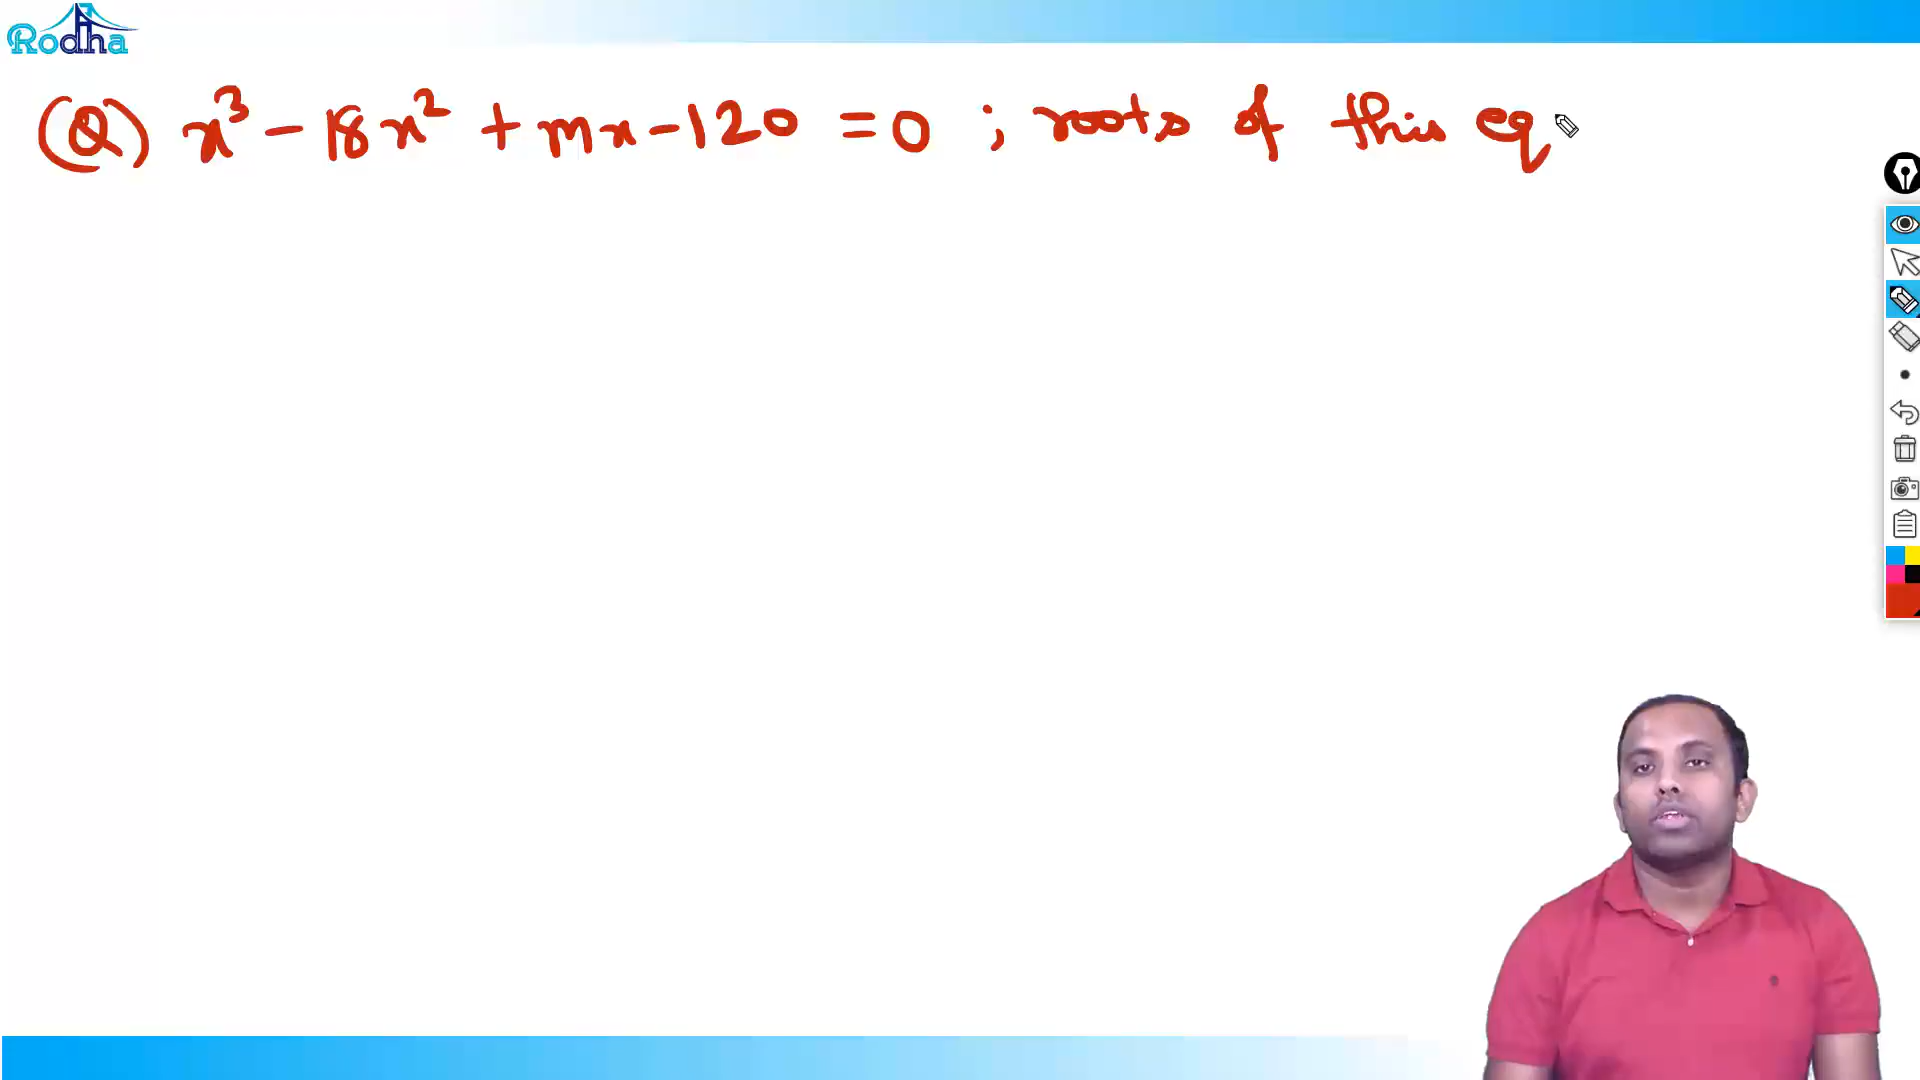 Rodha
(Q) x³ - 18x² + mx - 120 = 0 ; roots of this eq